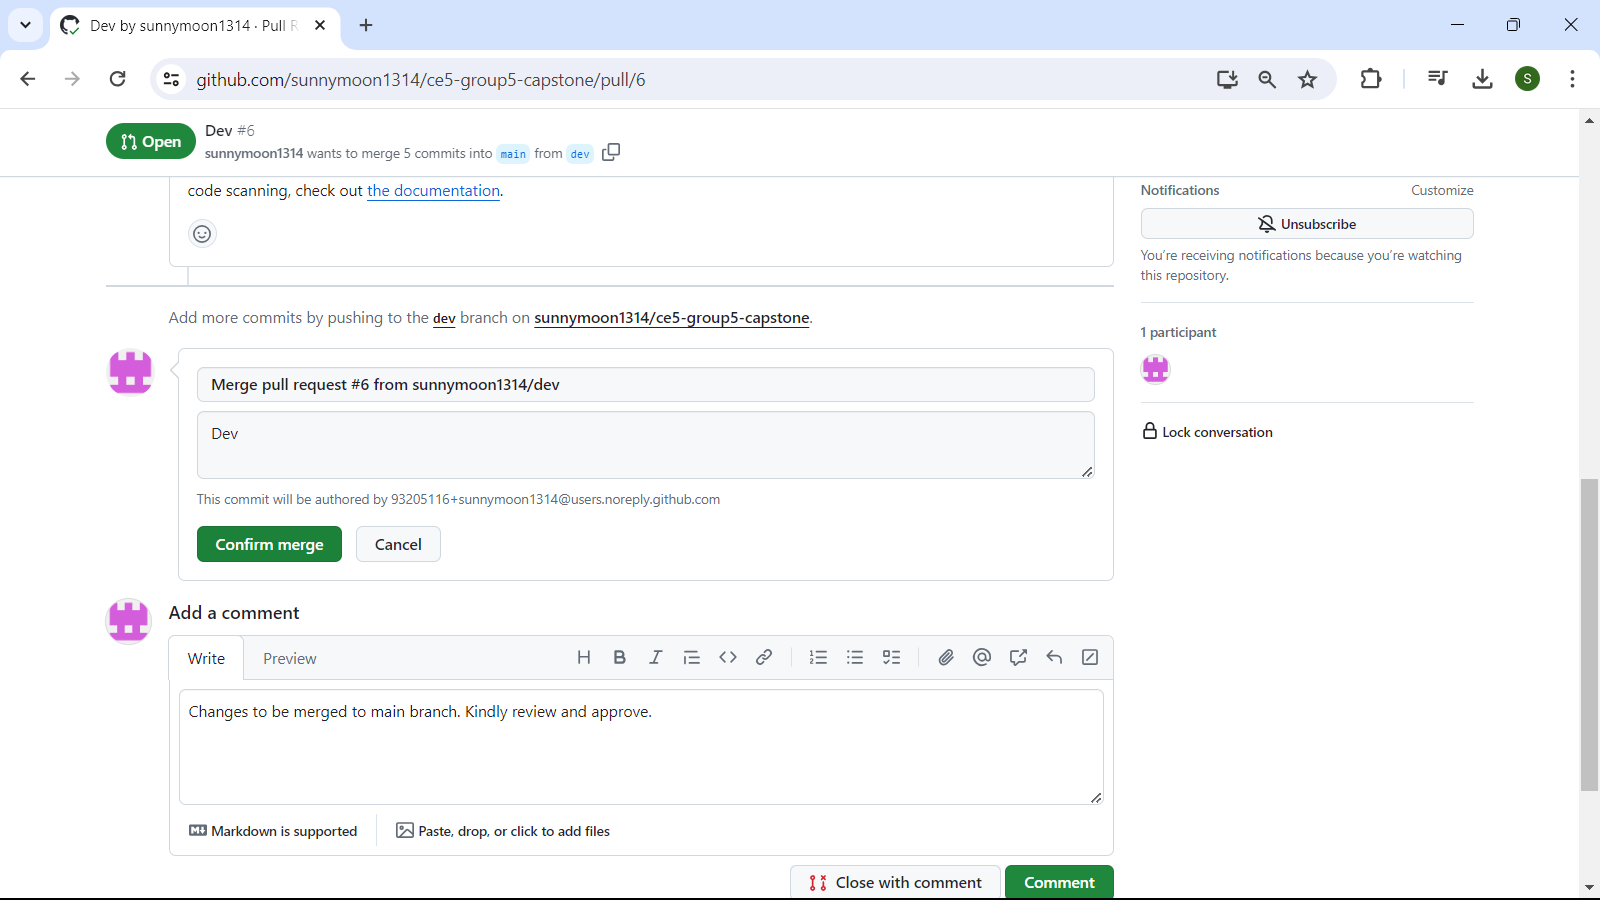 Dev by sunnymoon1314 · Pull R
github.com/sunnymoon1314/ce5-group5-capstone/pull/6
S
Open
Dev #6
sunnymoon1314 wants to merge 5 commits into main from dev
code scanning, check out the documentation.
Notifications
Customize
Unsubscribe
You're receiving notifications because you're watching
this repository.
Add more commits by pushing to the dev branch on sunnymoon1314/ce5-group5-capstone.
1 participant
Merge pull request #6 from sunnymoon1314/dev
Dev
Lock conversation
This commit will be authored by 93205116+sunnymoon1314@users.noreply.github.com
Confirm merge
Cancel
Add a comment
Write
Preview
Changes to be merged to main branch. Kindly review and approve.
Markdown is supported
Paste, drop, or click to add files
Close with comment
Comment